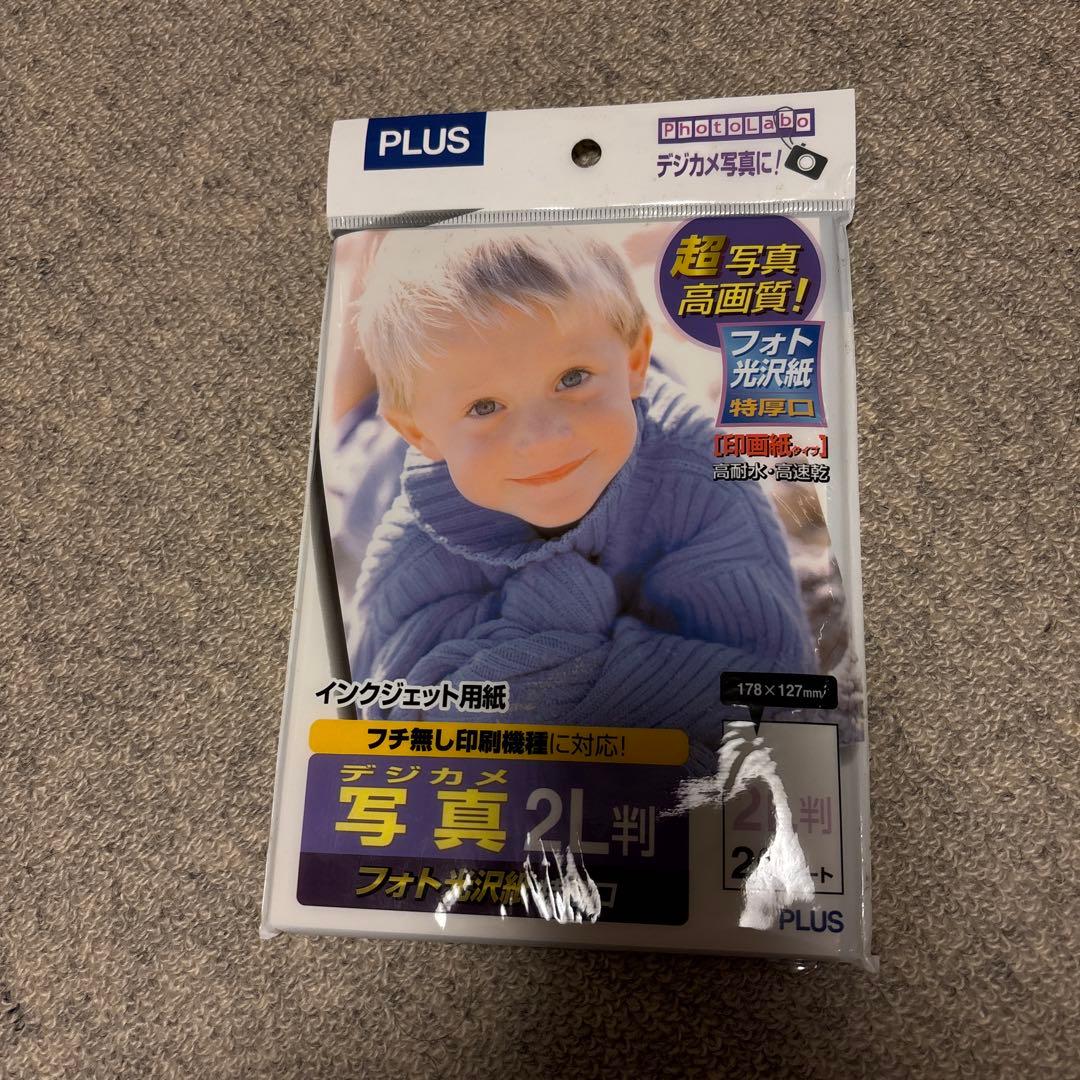 PLUS
PhotoLabo
デジカメ写真に!
超写真
高画質!
フォト
光沢紙
特厚口
[印画紙タイプ]
高耐水・高速乾
インクジェット用紙
178×127mm
フチ無し印刷機種に対応!
デジカメ
写真 2L判
フォト光沢紙
2L判
PLUS